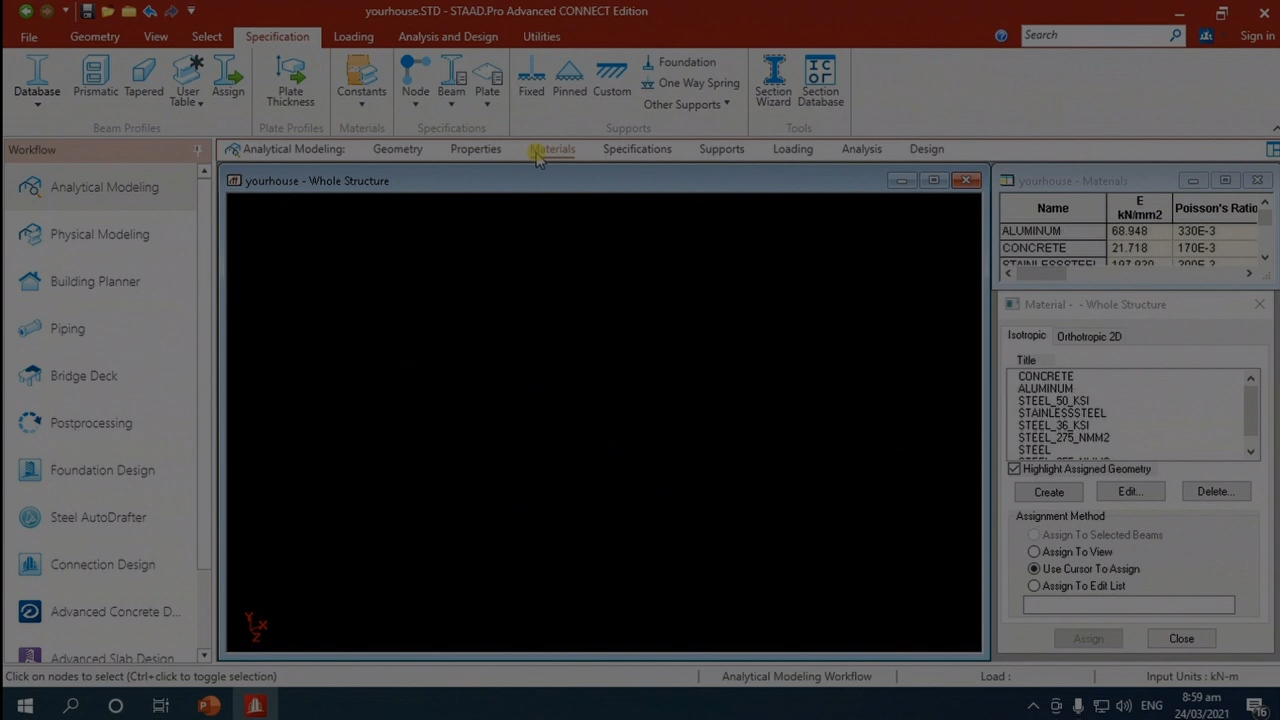 yourhouse.STD - STAAD.Pro Advanced CONNECT Edition
File Geometry View Select Specification Loading Analysis and Design Utilities Search Sign in
Database Prismatic Tapered User Table Assign Plate Thickness Constants Node Beam Plate Fixed Pinned Custom Foundation One Way Spring Other Supports Section Wizard Section Database
Beam Profiles Plate Profiles Materials Specifications Supports Tools
Workflow
Analytical Modeling: Geometry Properties Materials Specifications Supports Loading Analysis Design
Analytical Modeling
Physical Modeling
Building Planner
Piping
Bridge Deck
Postprocessing
Foundation Design
Steel AutoDrafter
Connection Design
Advanced Concrete D...
Advanced Slab Design
yourhouse - Whole Structure
Y
X
Z
yourhouse - Materials
Name E kN/mm2 Poisson's Ratio
ALUMINUM 68.948 330E-3
CONCRETE 21.718 170E-3
STAINLESSSTEEL
Material - - Whole Structure
Isotropic Orthotropic 2D
Title
CONCRETE
ALUMINUM
STEEL_50_KSI
STAINLESSSTEEL
STEEL_36_KSI
STEEL_275_NMM2
STEEL
Highlight Assigned Geometry
Create Edit... Delete...
Assignment Method
Assign To Selected Beams
Assign To View
Use Cursor To Assign
Assign To Edit List
Assign Close
Click on nodes to select (Ctrl+click to toggle selection) Analytical Modeling Workflow Load : Input Units : kN-m
ENG
8:59 am
24/03/2021
16